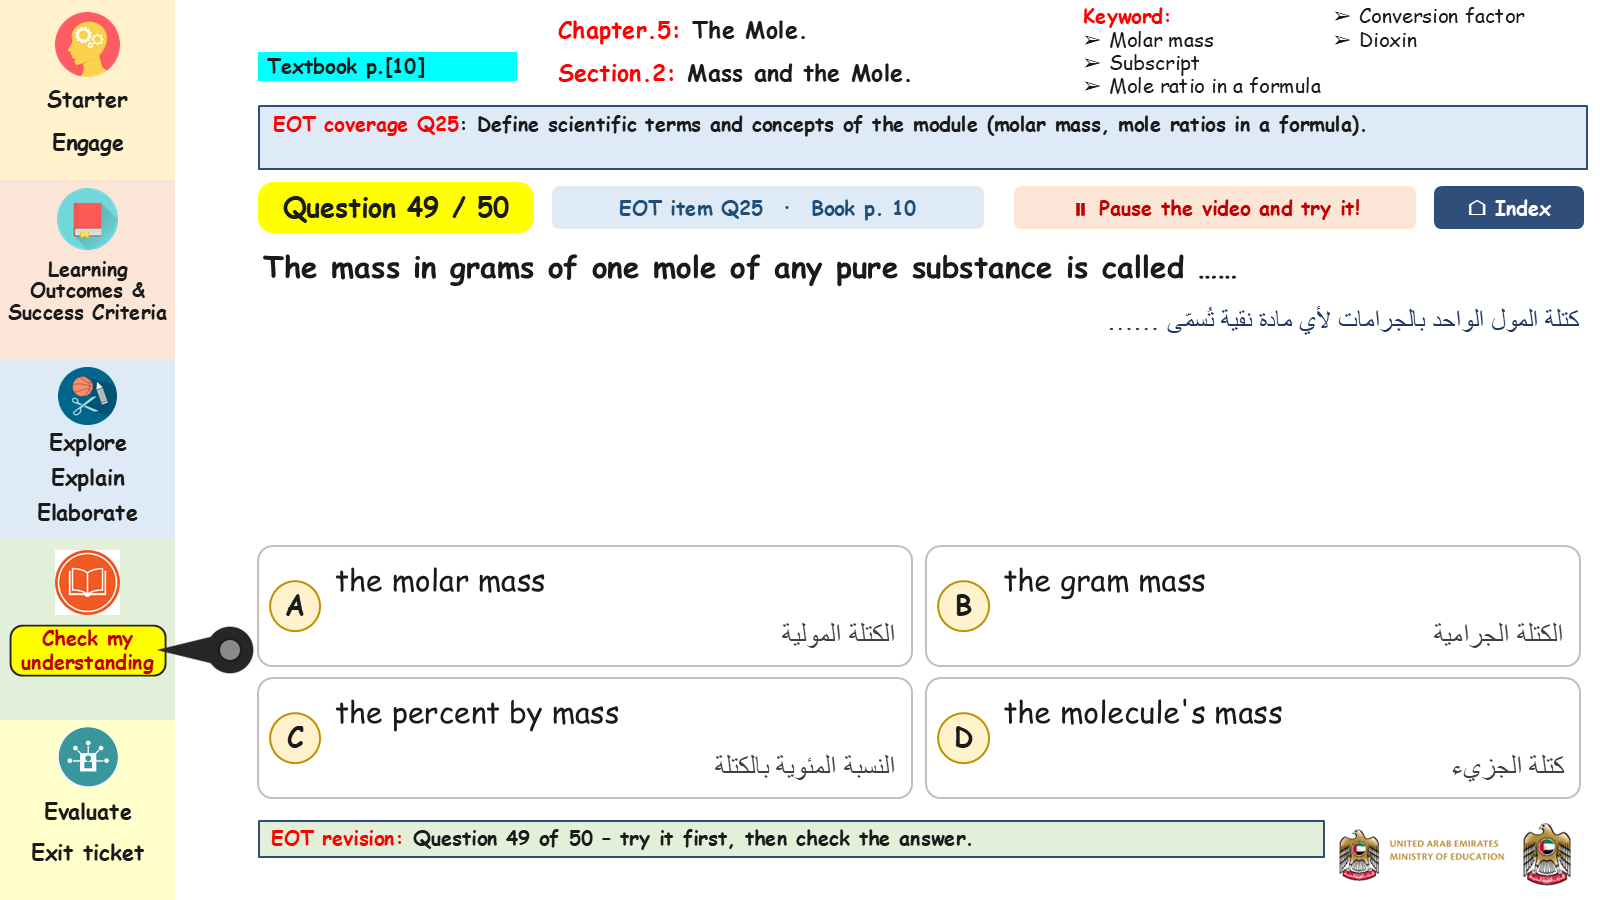 Starter
Engage
Learning
Outcomes &
Success Criteria
Explore
Explain
Elaborate
Check my
understanding
Evaluate
Exit ticket
Textbook p.[10]
Chapter.5: The Mole.
Section.2: Mass and the Mole.
Keyword:
➢ Molar mass
➢ Subscript
➢ Mole ratio in a formula
➢ Conversion factor
➢ Dioxin
EOT coverage Q25: Define scientific terms and concepts of the module (molar mass, mole ratios in a formula).
Question 49 / 50
EOT item Q25 · Book p. 10
⏸ Pause the video and try it!
Index
The mass in grams of one mole of any pure substance is called ......
كتلة المول الواحد بالجرامات لأي مادة نقية تُسمّى ......
A
the molar mass
الكتلة المولية
B
the gram mass
الكتلة الجرامية
C
the percent by mass
النسبة المئوية بالكتلة
D
the molecule's mass
كتلة الجزيء
EOT revision: Question 49 of 50 – try it first, then check the answer.
UNITED ARAB EMIRATES
MINISTRY OF EDUCATION